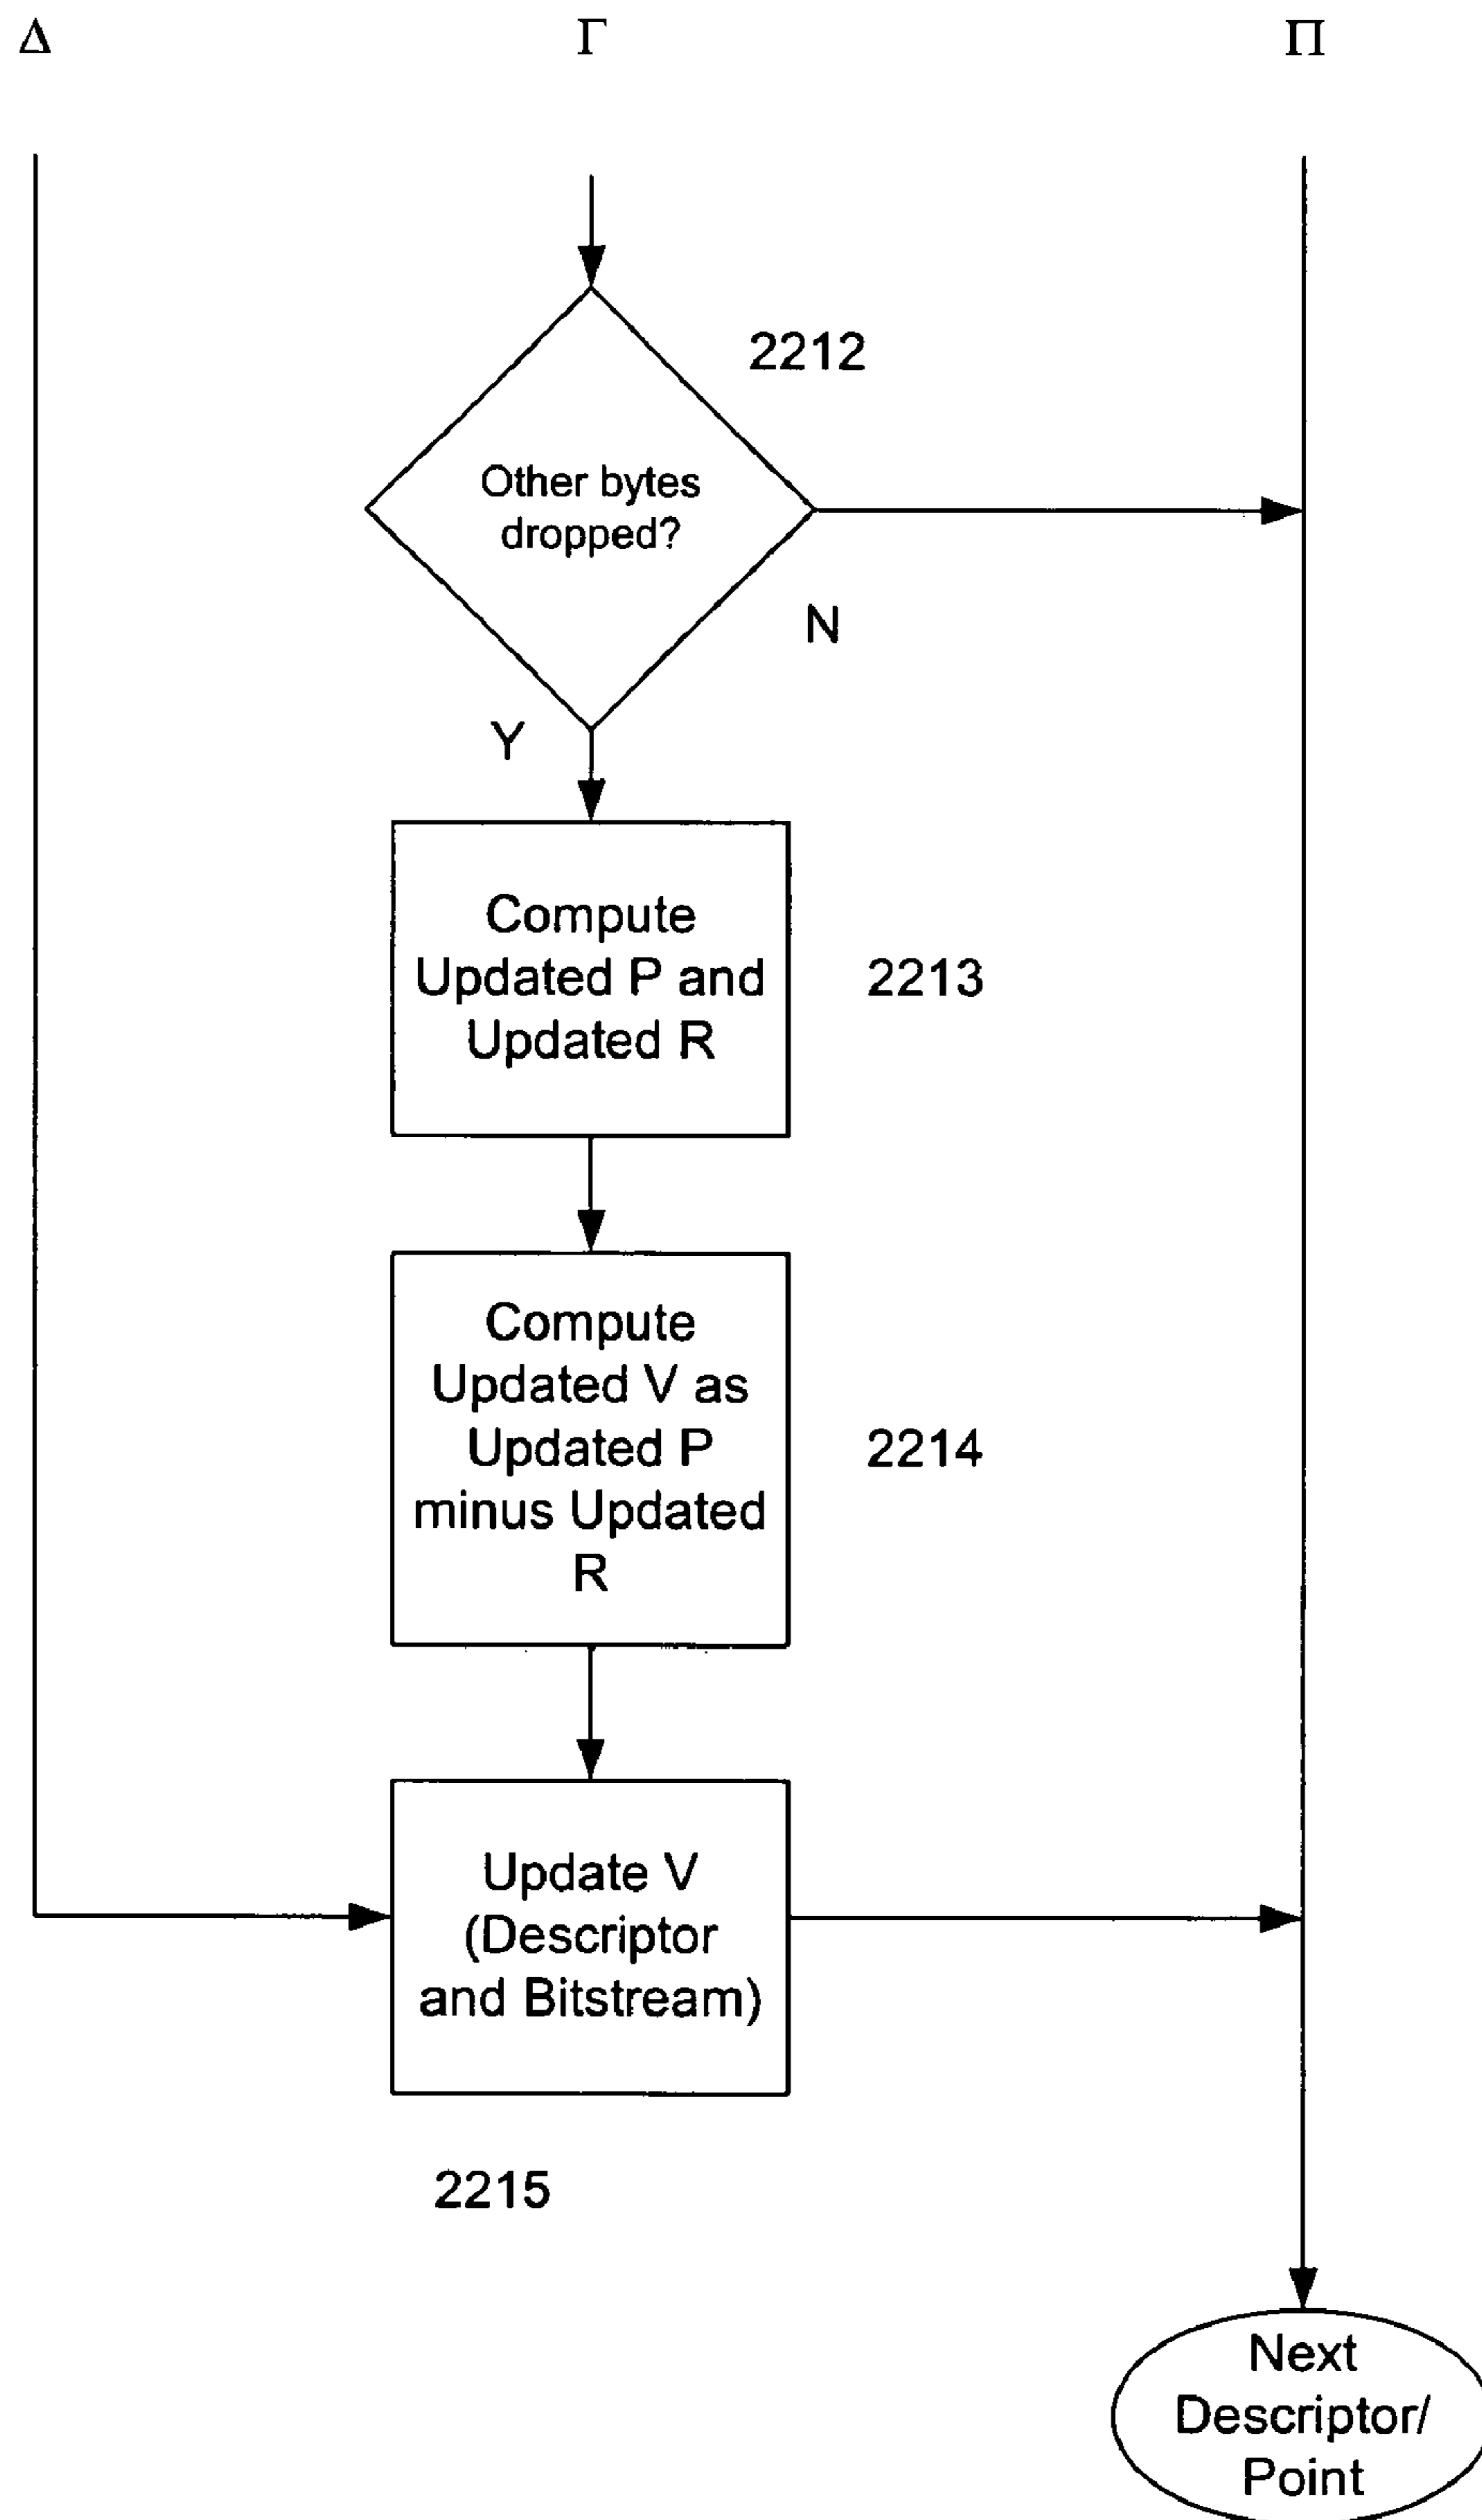 Δ Γ Π
2212
Other bytes
dropped?
N
Y
Compute
Updated P and
Updated R
2213
Compute
Updated V as
Updated P
minus Updated
R
2214
Update V
(Descriptor
and Bitstream)
2215
Next
Descriptor/
Point